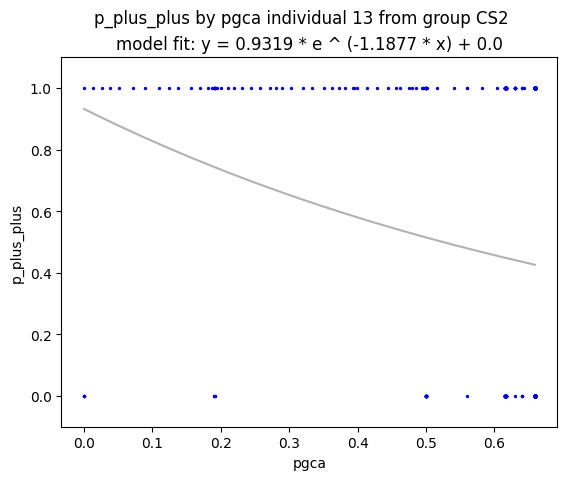 p_plus_plus by pgca individual 13 from group CS2
model fit: y = 0.9319 * e ^ (-1.1877 * x) + 0.0
1.0
0.8
0.6
0.4
0.2
0.0
p_plus_plus
0.0 0.1 0.2 0.3 0.4 0.5 0.6
pgca